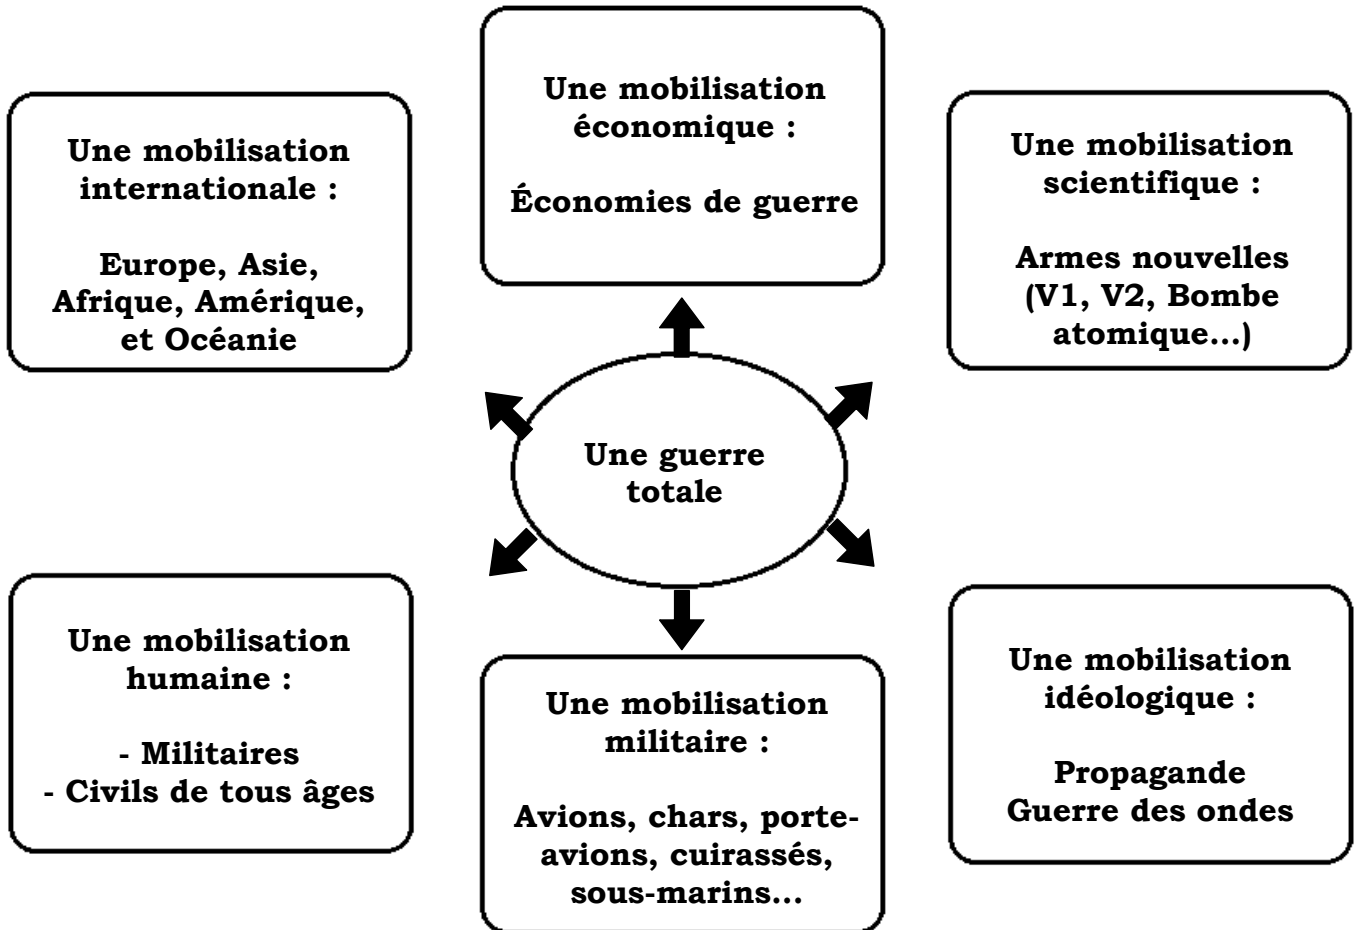 Une mobilisation
économique :
Économies de guerre
Une mobilisation
internationale :
Europe, Asie,
Afrique, Amérique,
et Océanie
Une mobilisation
scientifique :
Armes nouvelles
(V1, V2, Bombe
atomique...)
Une guerre
totale
Une mobilisation
humaine :
- Militaires
- Civils de tous âges
Une mobilisation
militaire :
Avions, chars, porte-
avions, cuirassés,
sous-marins...
Une mobilisation
idéologique :
Propagande
Guerre des ondes